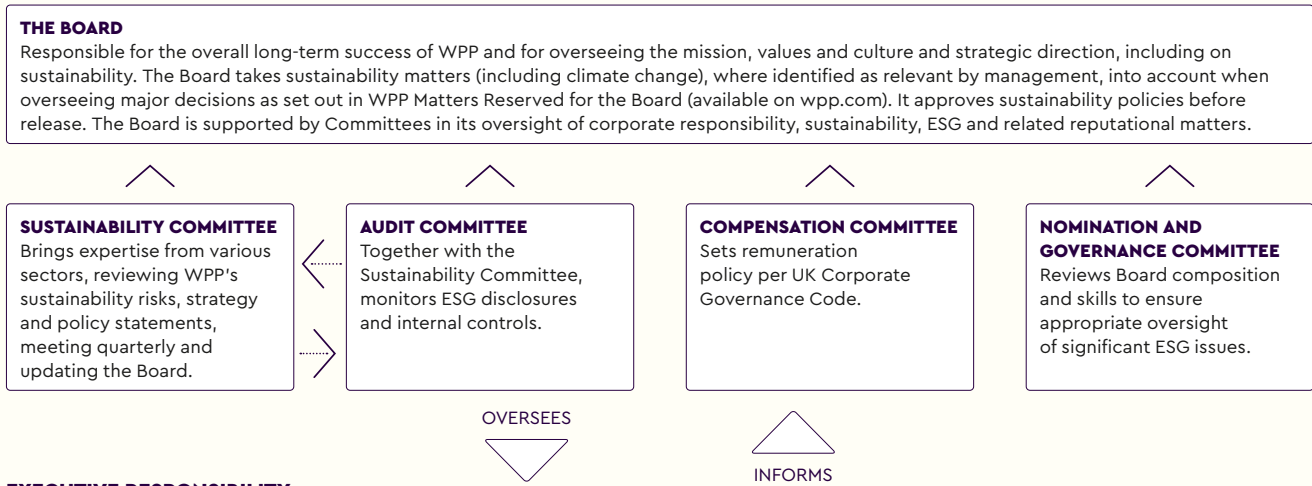 THE BOARD
Responsible for the overall long-term success of WPP and for overseeing the mission, values and culture and strategic direction, including on
sustainability. The Board takes sustainability matters (including climate change), where identified as relevant by management, into account when
overseeing major decisions as set out in WPP Matters Reserved for the Board (available on wpp.com). It approves sustainability policies before
release. The Board is supported by Committees in its oversight of corporate responsibility, sustainability, ESG and related reputational matters.
SUSTAINABILITY COMMITTEE
Brings expertise from various
sectors, reviewing WPP's
sustainability risks, strategy
and policy statements,
meeting quarterly and
updating the Board.
AUDIT COMMITTEE
Together with the
Sustainability Committee,
monitors ESG disclosures
and internal controls.
COMPENSATION COMMITTEE
Sets remuneration
policy per UK Corporate
Governance Code.
NOMINATION AND
GOVERNANCE COMMITTEE
Reviews Board composition
and skills to ensure
appropriate oversight
of significant ESG issues.
OVERSEES
INFORMS
EXECUTIVE RESPONSIBILITY